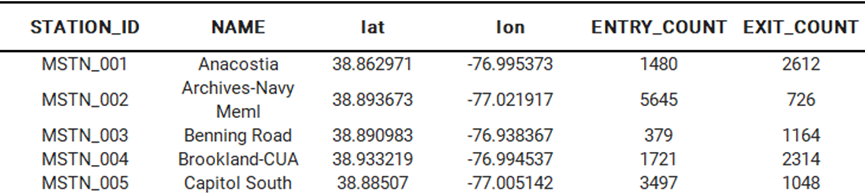 STATION_ID NAME lat lon ENTRY_COUNT EXIT_COUNT
MSTN_001 Anacostia 38.862971 -76.995373 1480 2612
MSTN_002 Archives-Navy Meml 38.893673 -77.021917 5645 726
MSTN_003 Benning Road 38.890983 -76.938367 379 1164
MSTN_004 Brookland-CUA 38.933219 -76.994537 1721 2314
MSTN_005 Capitol South 38.88507 -77.005142 3497 1048